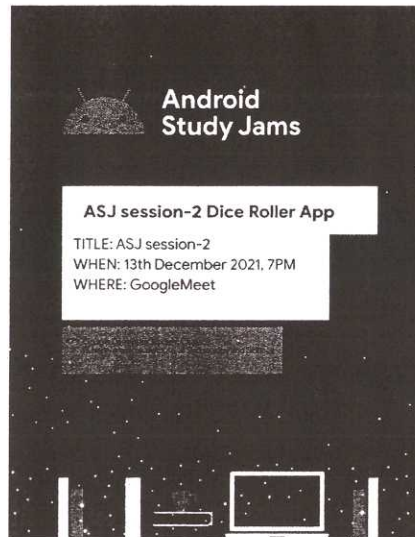 Android
Study Jams
ASJ session-2 Dice Roller App
TITLE: ASJ session-2
WHEN: 13th December 2021, 7PM
WHERE: GoogleMeet